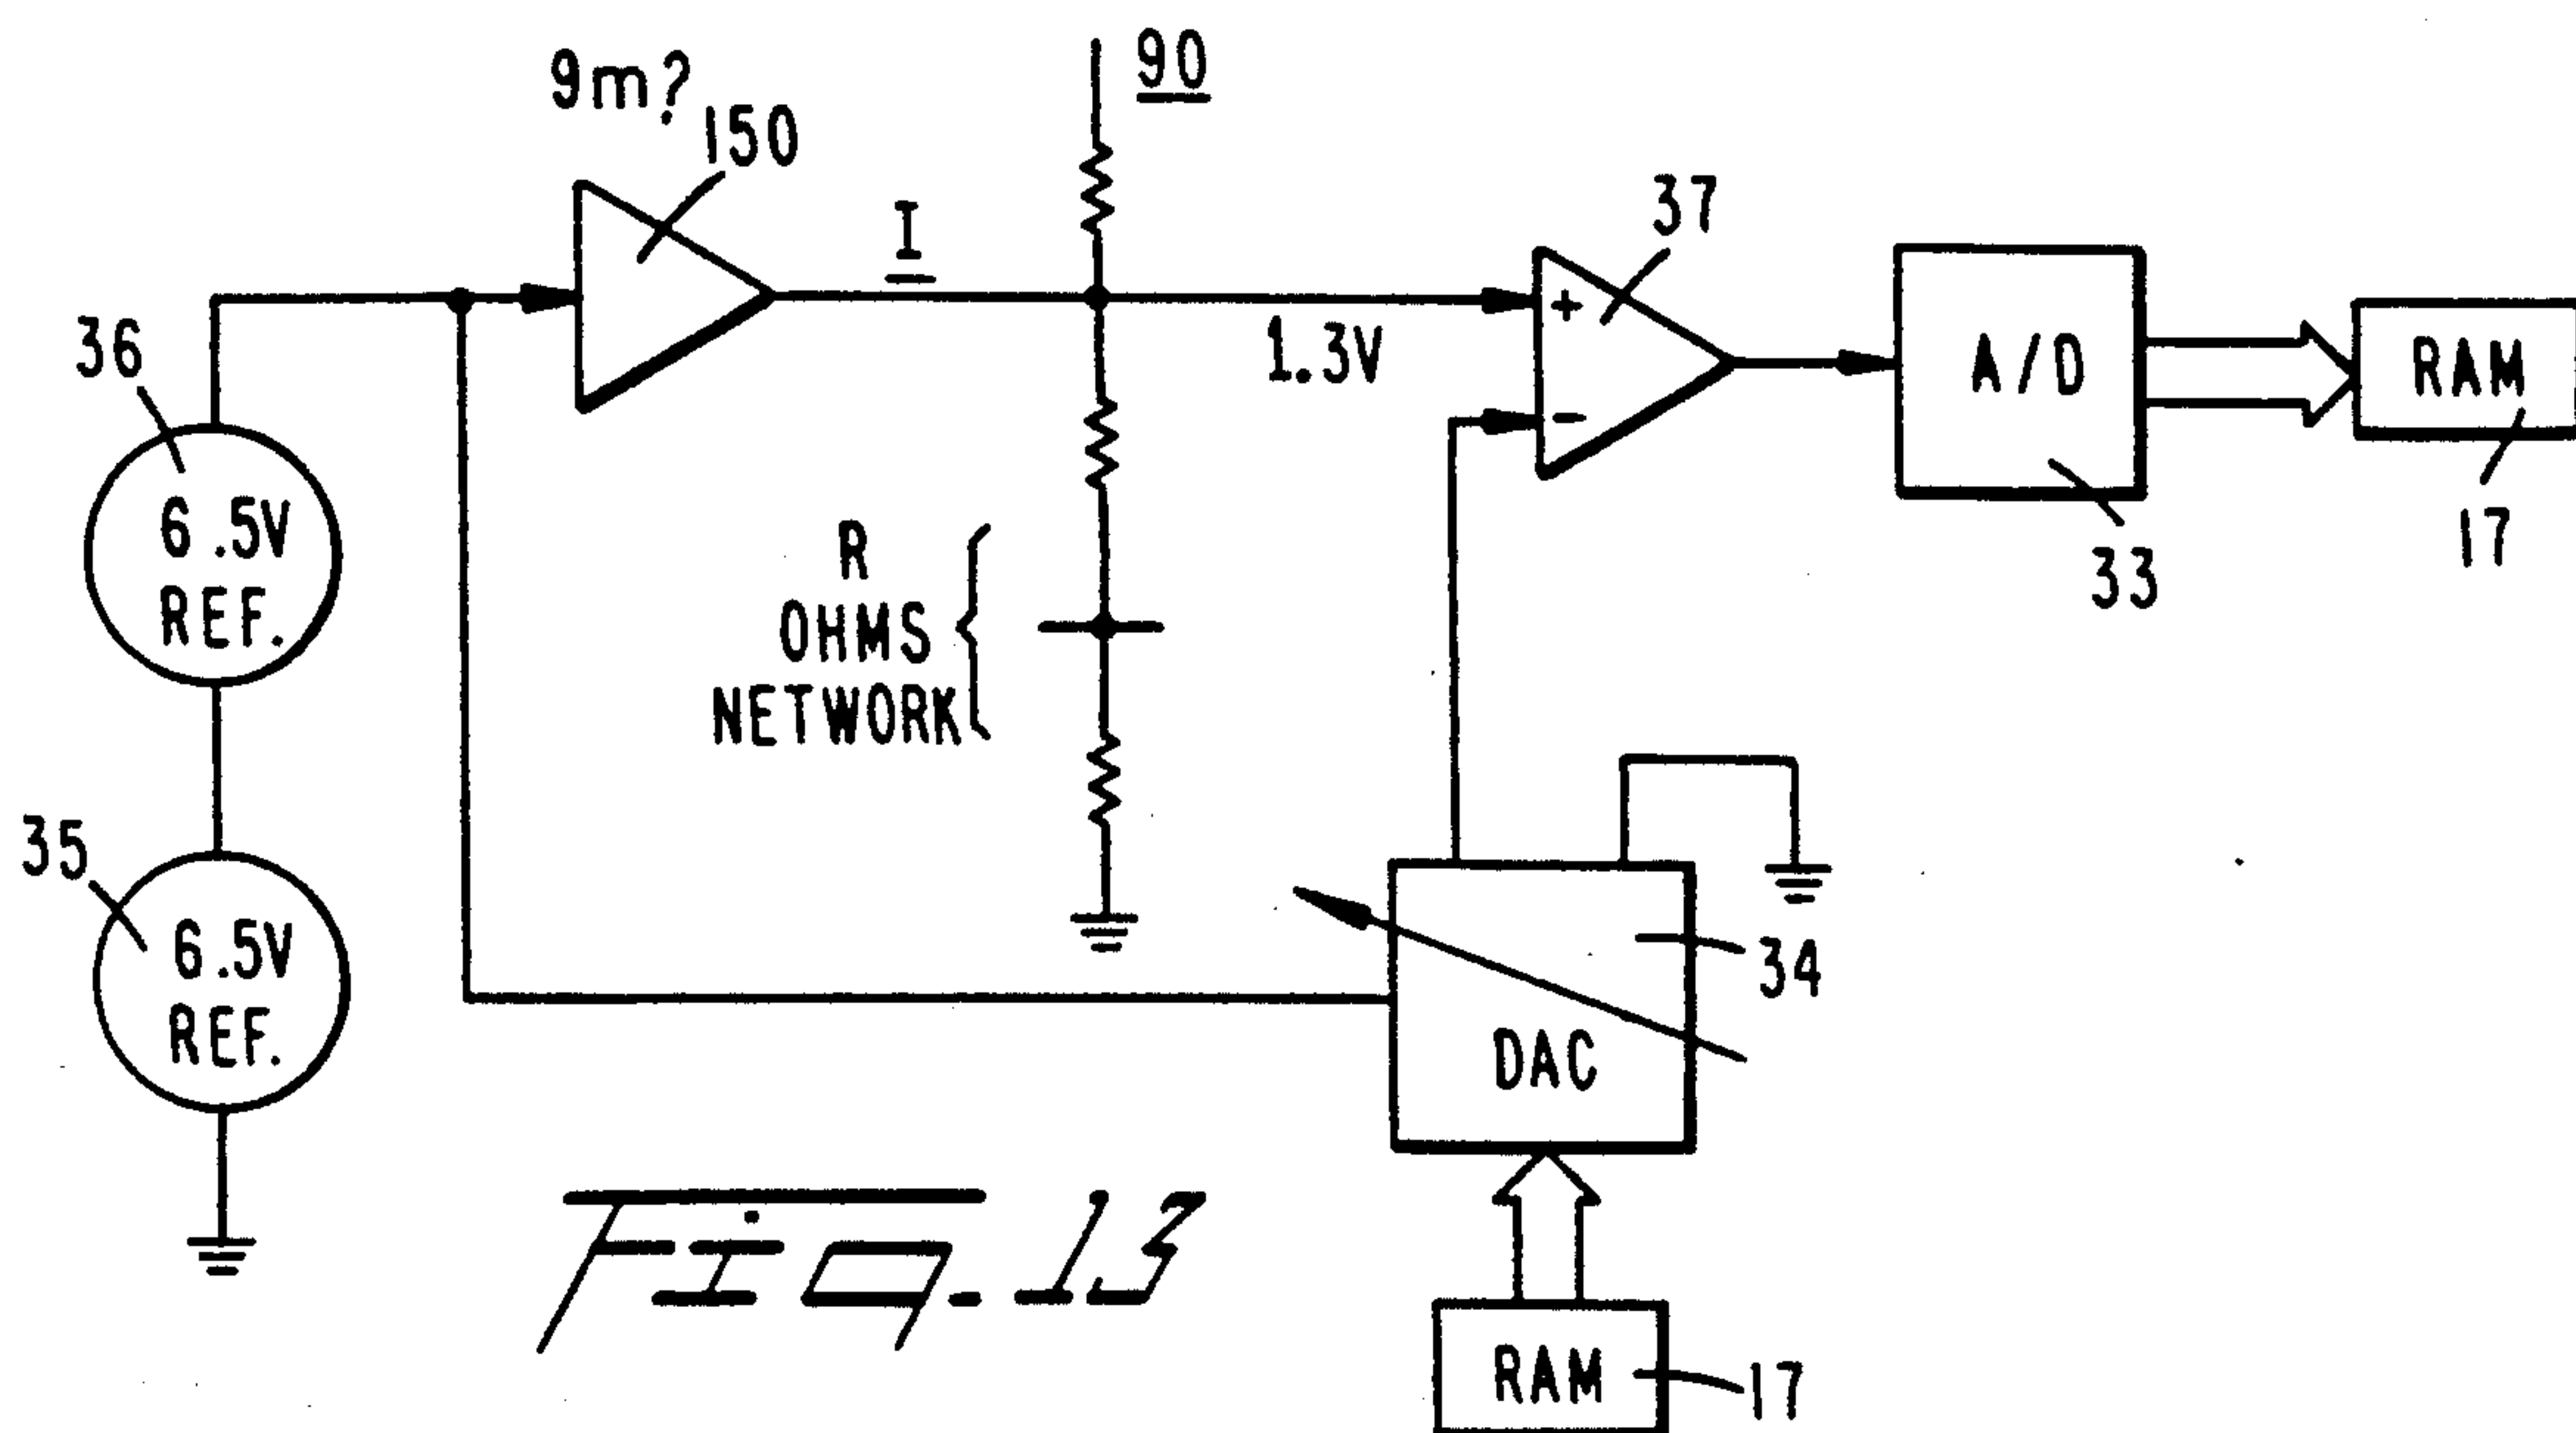 9m?
150
90
I
37
36
1.3V
A/D
RAM
17
33
6.5V
REF.
R
OHMS
NETWORK
35
6.5V
REF.
34
DAC
Fig. 13
RAM
17